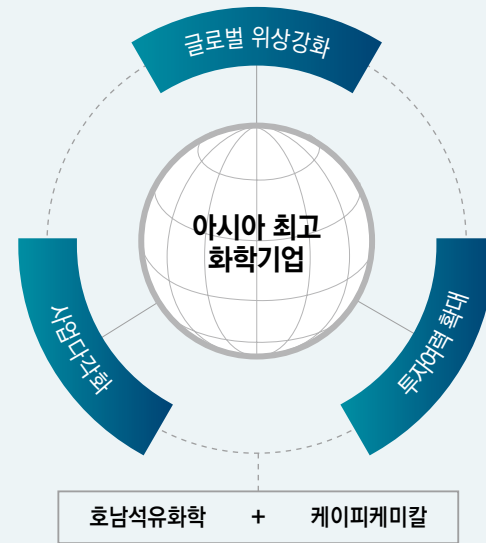 글로벌 위상강화
아시아 최고
화학기업
사업다각화
투자여력 확대
호남석유화학 + 케이피케미칼